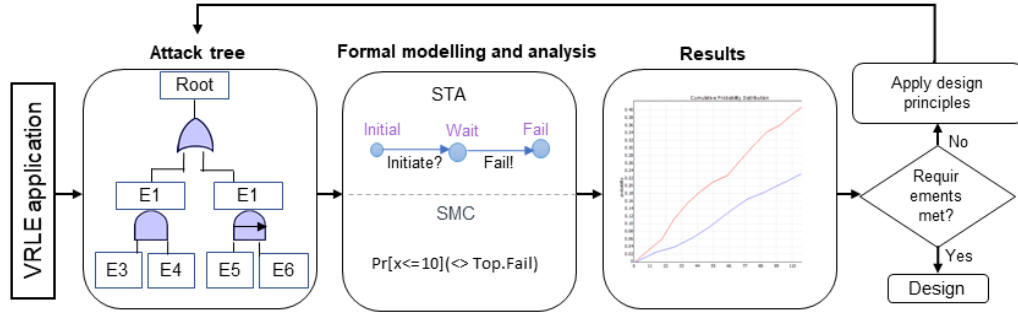 VRLE application
Attack tree
Root
E1
E1
E3
E4
E5
E6
Formal modelling and analysis
STA
Initial
Wait
Fail
Initiate?
Fail!
SMC
Pr[x<=10](<> Top.Fail)
Results
Cumulative Probability Distribution
probability
Apply design
principles
No
Requir
ements
met?
Yes
Design